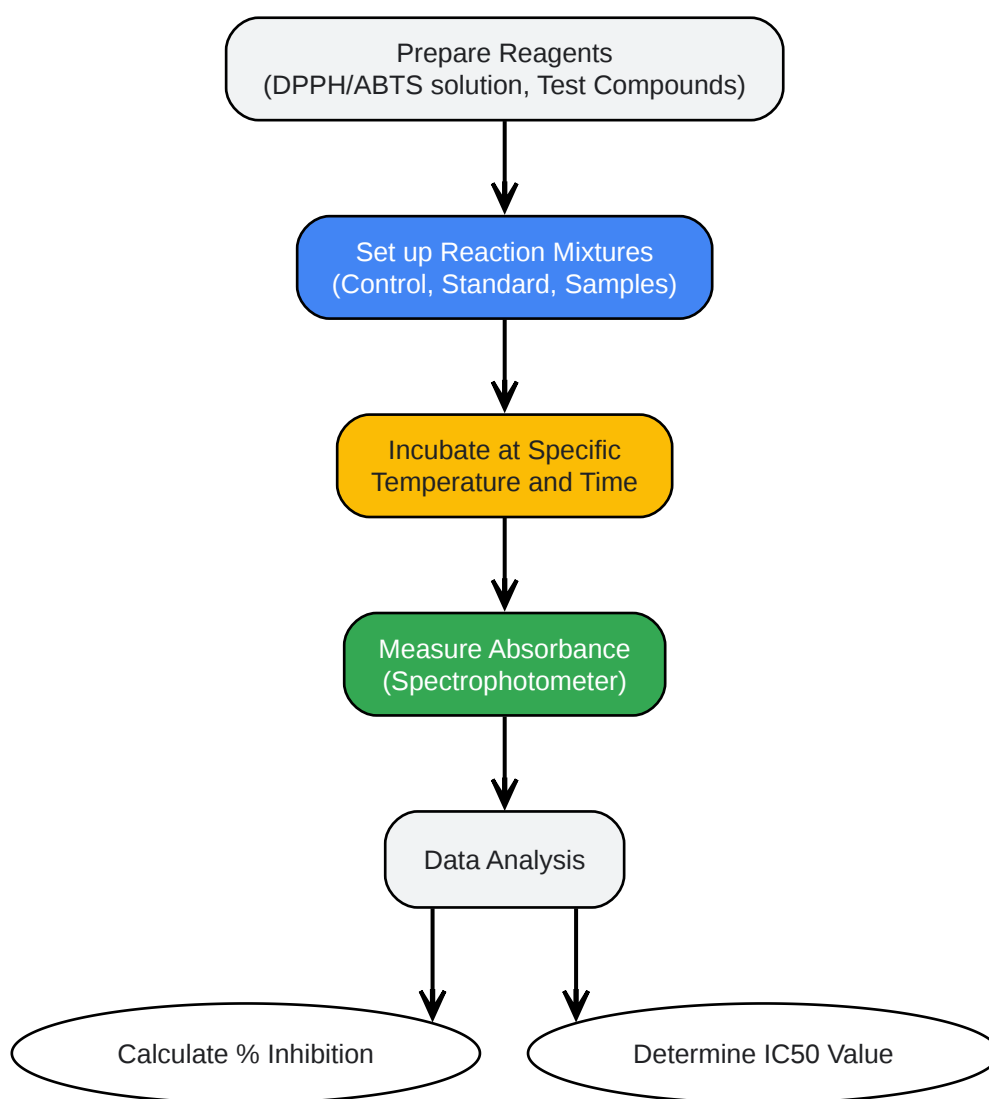 Prepare Reagents
(DPPH/ABTS solution, Test Compounds)
Set up Reaction Mixtures
(Control, Standard, Samples)
Incubate at Specific
Temperature and Time
Measure Absorbance
(Spectrophotometer)
Data Analysis
Calculate % Inhibition
Determine IC50 Value